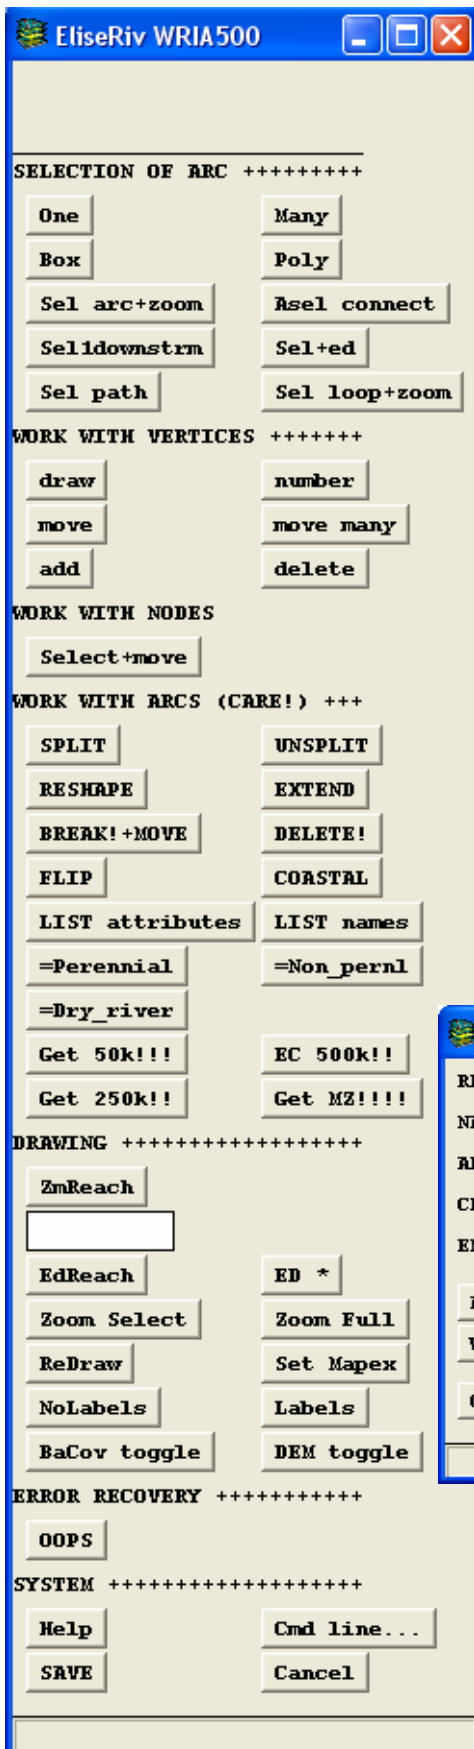 EliseRiv WRIA500
SELECTION OF ARC +++++++++
One Many
Box Poly
Sel arc+zoom Asel connect
Sel1downstrm Sel+ed
Sel path Sel loop+zoom
WORK WITH VERTICES +++++++
draw number
move move many
add delete
WORK WITH NODES
Select+move
WORK WITH ARCS (CARE!) +++
SPLIT UNSPLIT
RESHAPE EXTEND
BREAK!+MOVE DELETE!
FLIP COASTAL
LIST attributes LIST names
=Perennial =Non_pernl
=Dry_river
Get 50k!!! EC 500k!!
Get 250k!! Get MZ!!!!
DRAWING ++++++++++++++++++
ZmReach
EdReach ED *
Zoom Select Zoom Full
ReDraw Set Mapex
NoLabels Labels
BaCov toggle DEM toggle
ERROR RECOVERY +++++++++++
OOPS
SYSTEM +++++++++++++++++++
Help Cmd line...
SAVE Cancel